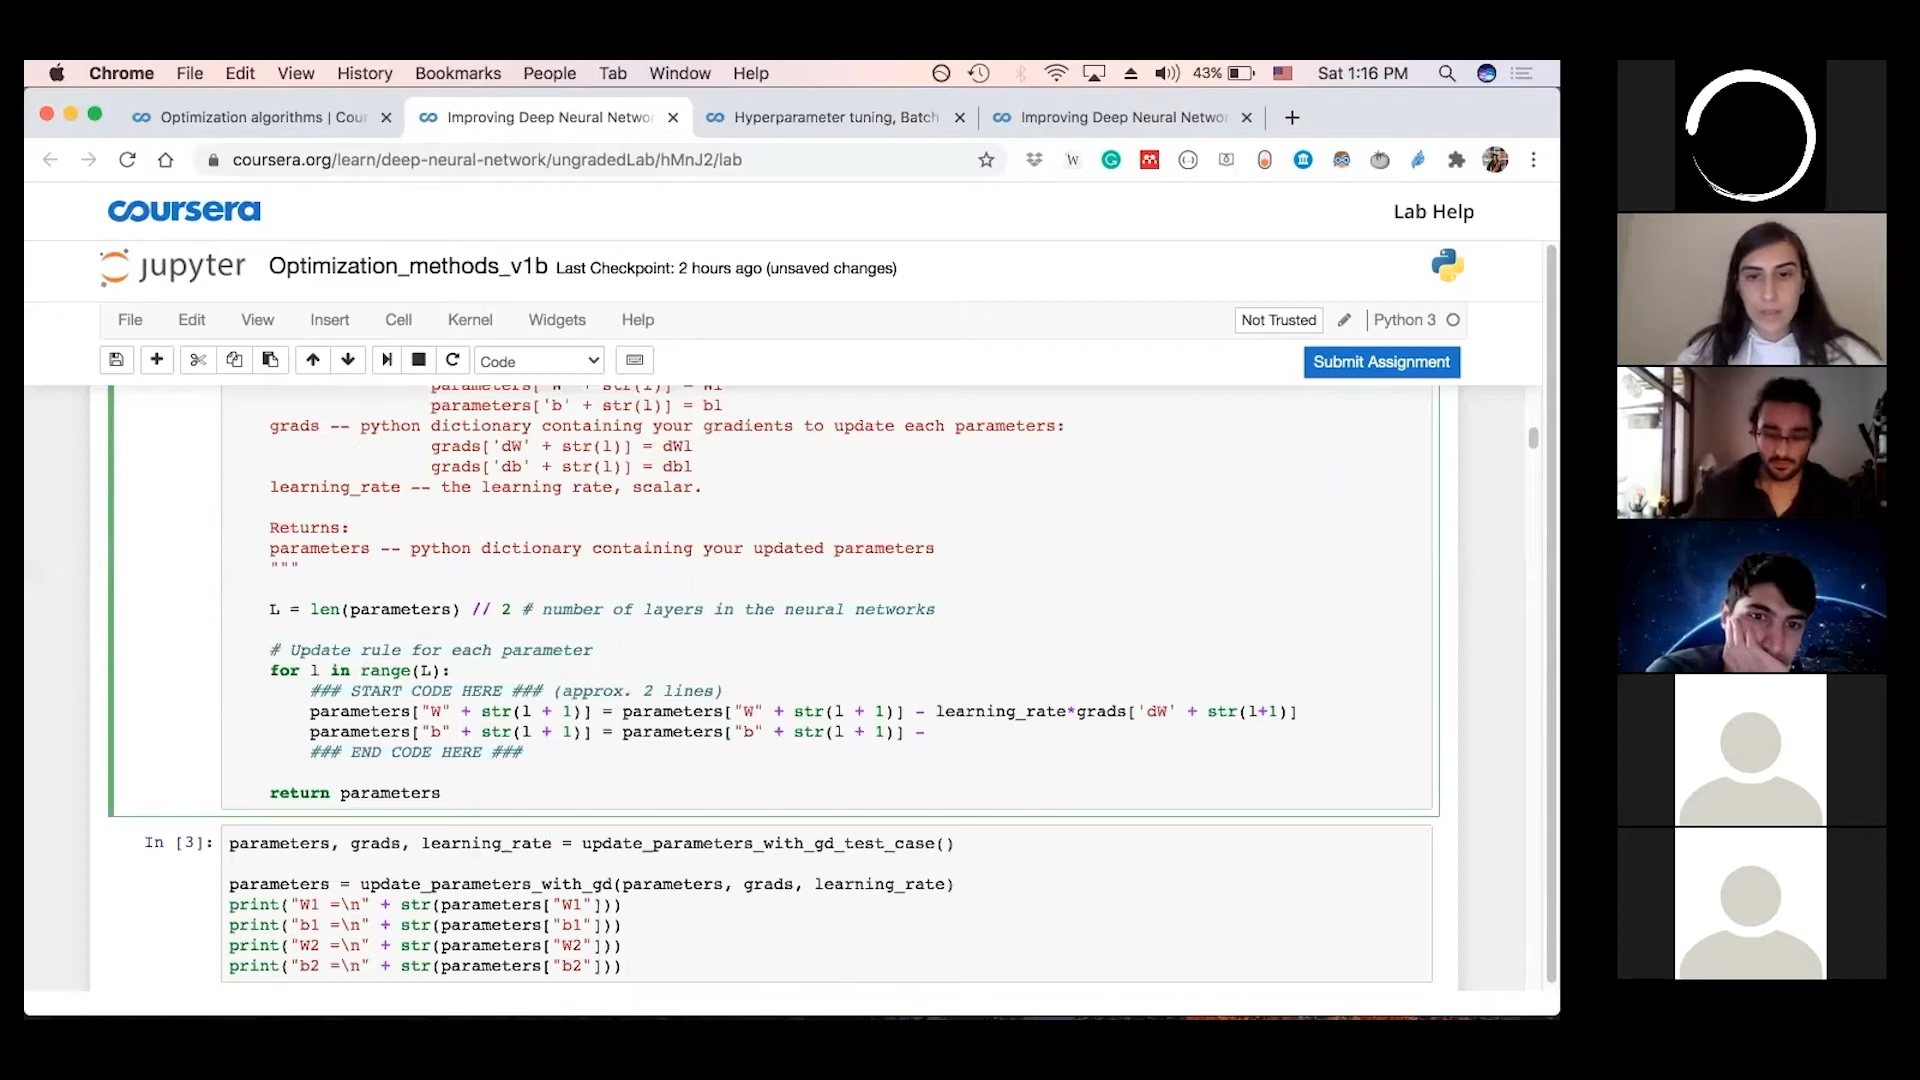 Chrome File Edit View History Bookmarks People Tab Window Help 43% Sat 1:16 PM
Optimization algorithms | Cour Improving Deep Neural Netwo Hyperparameter tuning, Batch Improving Deep Neural Netwo
coursera.org/learn/deep-neural-network/ungradedLab/hMnJ2/lab
coursera Lab Help
jupyter Optimization_methods_v1b Last Checkpoint: 2 hours ago (unsaved changes)
File Edit View Insert Cell Kernel Widgets Help Not Trusted Python 3
Code Submit Assignment
parameters['W' + str(l)] = Wl
parameters['b' + str(l)] = bl
grads -- python dictionary containing your gradients to update each parameters:
grads['dW' + str(l)] = dWl
grads['db' + str(l)] = dbl
learning_rate -- the learning rate, scalar.
Returns:
parameters -- python dictionary containing your updated parameters
"""
L = len(parameters) // 2 # number of layers in the neural networks
# Update rule for each parameter
for l in range(L):
### START CODE HERE ### (approx. 2 lines)
parameters["W" + str(l + 1)] = parameters["W" + str(l + 1)] - learning_rate*grads['dW' + str(l+1)]
parameters["b" + str(l + 1)] = parameters["b" + str(l + 1)] -
### END CODE HERE ###
return parameters
In [3]: parameters, grads, learning_rate = update_parameters_with_gd_test_case()
parameters = update_parameters_with_gd(parameters, grads, learning_rate)
print("W1 =\n" + str(parameters["W1"]))
print("b1 =\n" + str(parameters["b1"]))
print("W2 =\n" + str(parameters["W2"]))
print("b2 =\n" + str(parameters["b2"]))